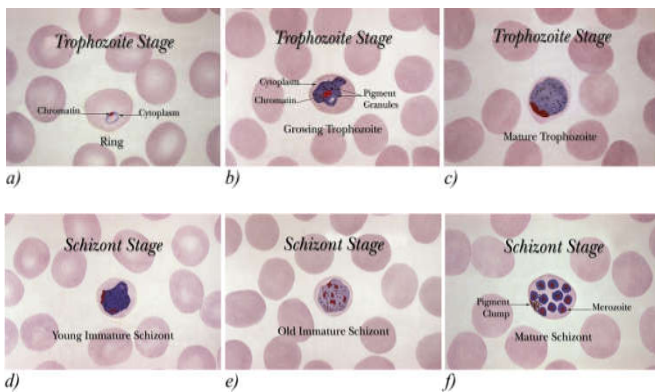 Trophozoite Stage
Chromatin
Cytoplasm
Ring
a)
Trophozoite Stage
Cytoplasm
Chromatin
Pigment
Granules
Growing Trophozoite
b)
Trophozoite Stage
Mature Trophozoite
c)
Schizont Stage
Young Immature Schizont
d)
Schizont Stage
Old Immature Schizont
e)
Schizont Stage
Pigment
Clump
Merozoite
Mature Schizont
f)